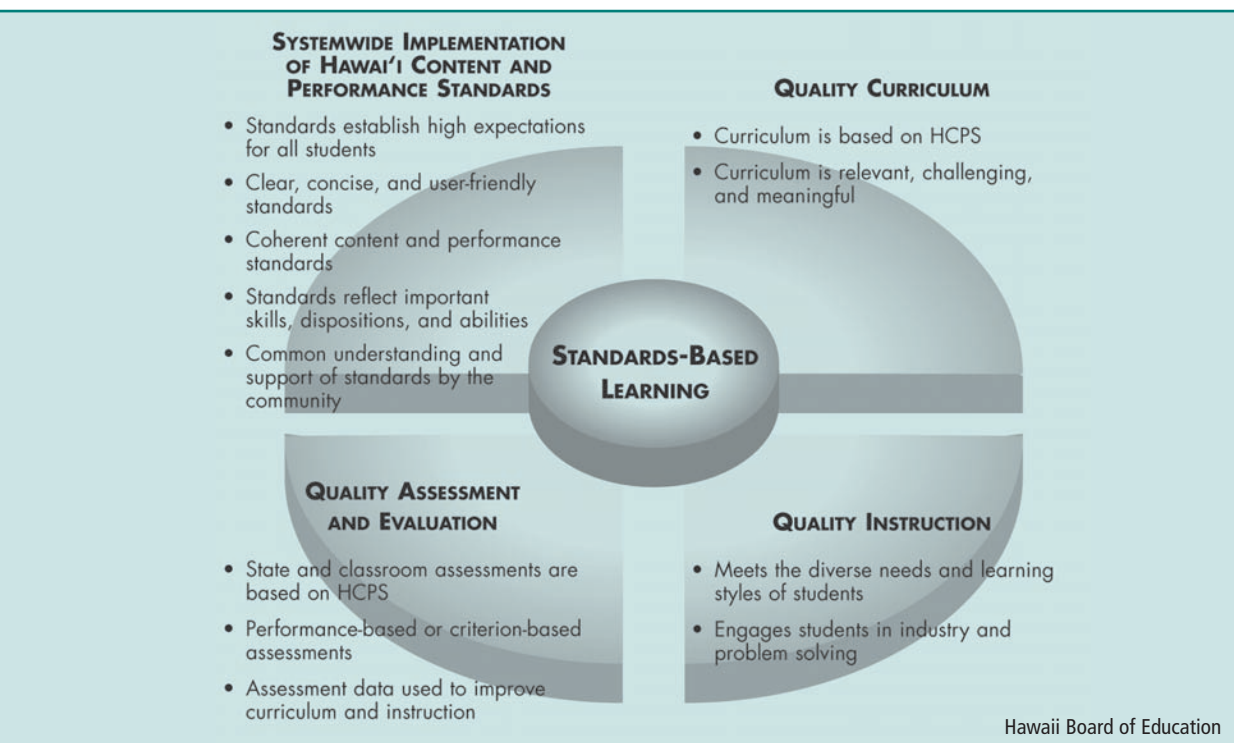 SYSTEMWIDE IMPLEMENTATION
OF HAWAI‘I CONTENT AND
PERFORMANCE STANDARDS
• Standards establish high expectations
for all students
• Clear, concise, and user-friendly
standards
• Coherent content and performance
standards
• Standards reflect important
skills, dispositions, and abilities
• Common understanding and
support of standards by the
community
QUALITY CURRICULUM
• Curriculum is based on HCPS
• Curriculum is relevant, challenging,
and meaningful
STANDARDS-BASED
LEARNING
QUALITY ASSESSMENT
AND EVALUATION
• State and classroom assessments are
based on HCPS
• Performance-based or criterion-based
assessments
• Assessment data used to improve
curriculum and instruction
QUALITY INSTRUCTION
• Meets the diverse needs and learning
styles of students
• Engages students in industry and
problem solving
Hawaii Board of Education